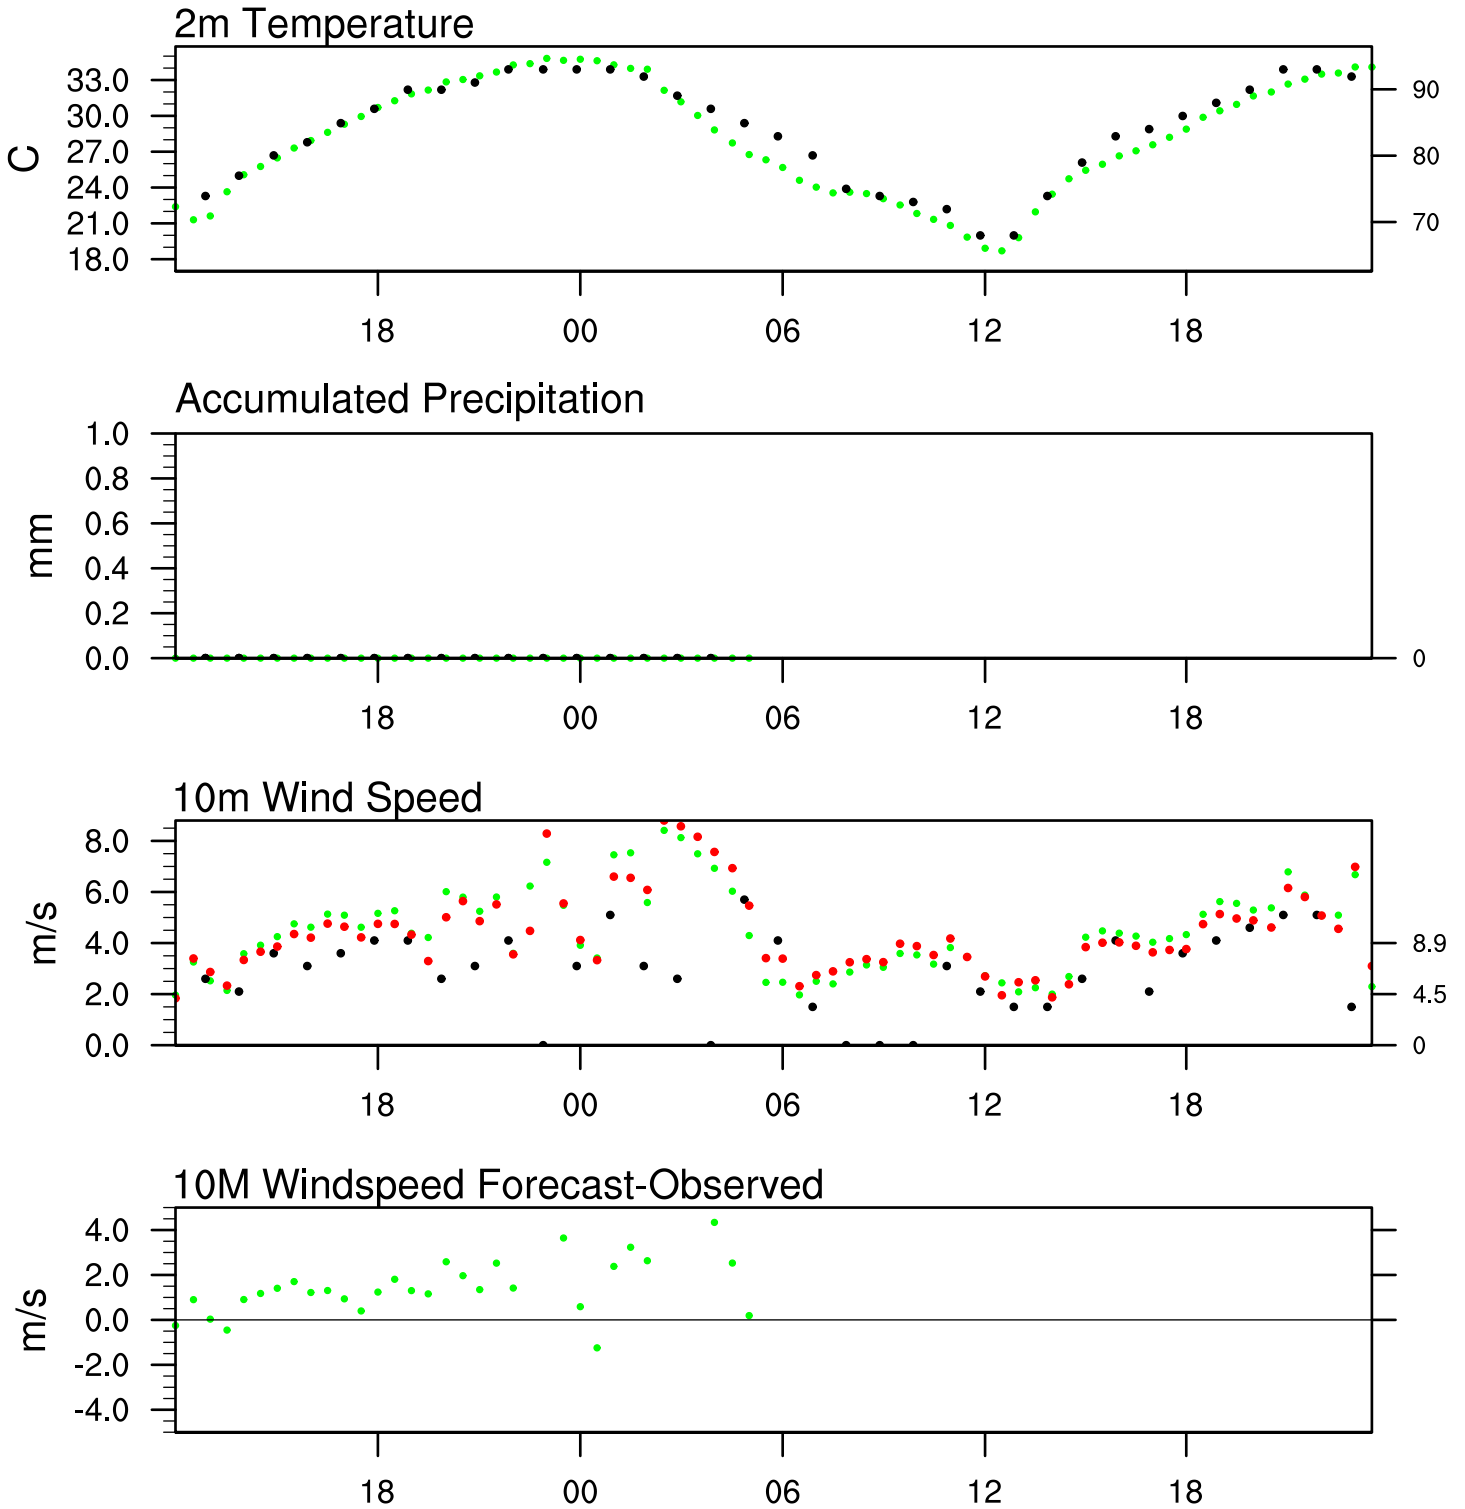 2m Temperature
33.0
30.0
27.0
24.0
21.0
18.0
C
90
80
70
18 00 06 12 18
Accumulated Precipitation
1.0
0.8
0.6
0.4
0.2
0.0
mm
0
18 00 06 12 18
10m Wind Speed
8.0
6.0
4.0
2.0
0.0
m/s
8.9
4.5
0
18 00 06 12 18
10M Windspeed Forecast-Observed
4.0
2.0
0.0
-2.0
-4.0
m/s
18 00 06 12 18